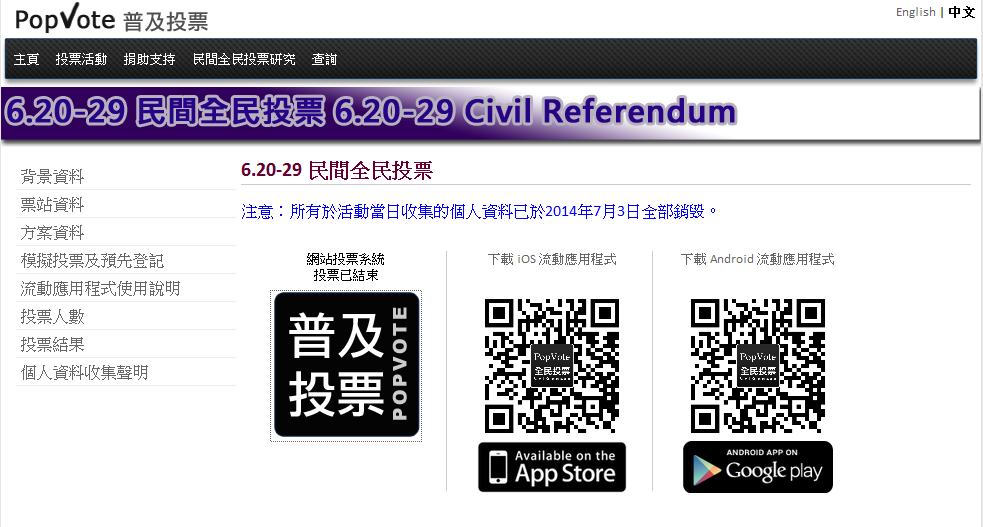 PopVote 普及投票
English | 中文
主頁 投票活動 捐助支持 民間全民投票研究 查詢
6.20-29 民間全民投票 6.20-29 Civil Referendum
背景資料
票站資料
方案資料
模擬投票及預先登記
流動應用程式使用說明
投票人數
投票結果
個人資料收集聲明
6.20-29 民間全民投票
注意：所有於活動當日收集的個人資料已於2014年7月3日全部銷毀。
網站投票系統
投票已結束
普及
投票
POPVOTE
下載 iOS 流動應用程式
PopVote
全民投票
Civil Referendum
Available on the
App Store
下載 Android 流動應用程式
PopVote
全民投票
Civil Referendum
ANDROID APP ON
Google play